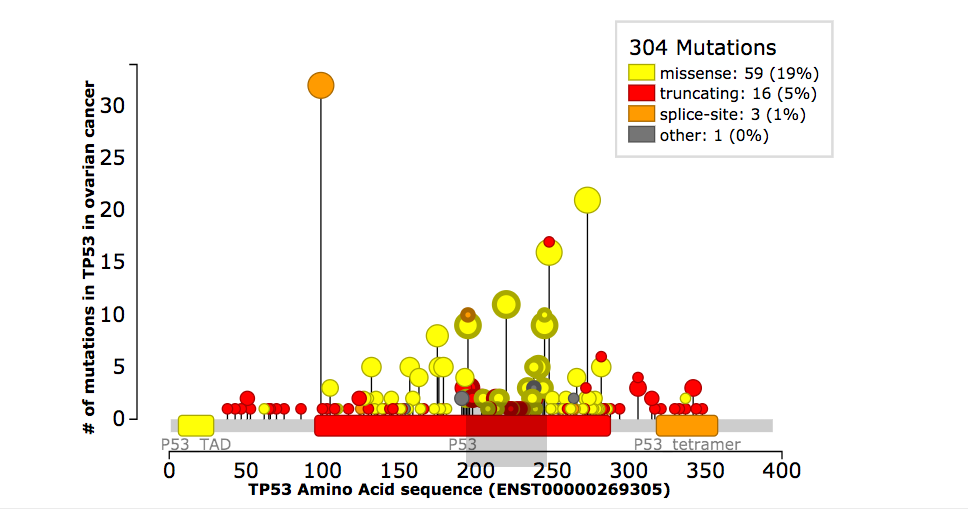 304 Mutations
missense: 59 (19%)
truncating: 16 (5%)
splice-site: 3 (1%)
other: 1 (0%)
# of mutations in TP53 in ovarian cancer
30
25
20
15
10
5
0
P53_TAD
P53
P53_tetramer
0 50 100 150 200 250 300 350 400
TP53 Amino Acid sequence (ENST00000269305)